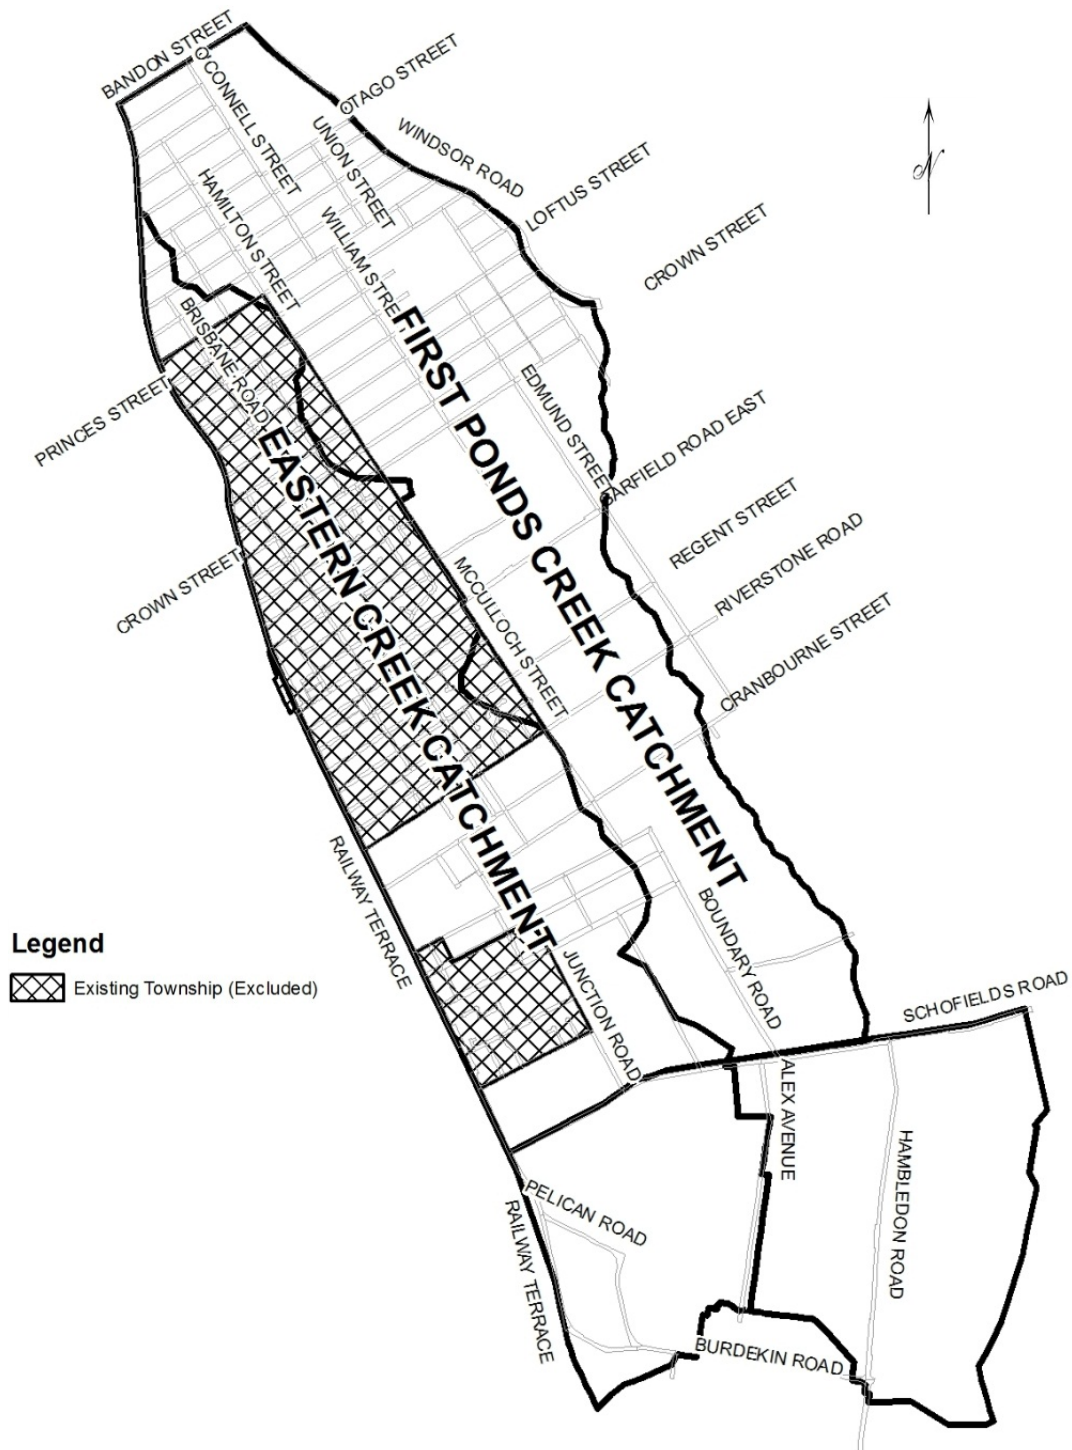 BANDON STREET
O'CONNELL STREET
OTAGO STREET
UNION STREET
WINDSOR ROAD
LOFTUS STREET
CROWN STREET
HAMILTON STREET
WILLIAM STREE
BRISBANE ROAD
PRINCES STREET
FIRST PONDS CREEK CATCHMENT
EDMUND STREET
GARFIELD ROAD EAST
EASTERN CREEK CATCHMENT
REGENT STREET
RIVERSTONE ROAD
CROWN STREET
MCCULLOCH STREET
CRANBOURNE STREET
RAILWAY TERRACE
BOUNDARY ROAD
JUNCTION ROAD
Legend
Existing Township (Excluded)
SCHOFIELDS ROAD
ALEX AVENUE
HAMBLEDON ROAD
PELICAN ROAD
RAILWAY TERRACE
BURDEKIN ROAD
N